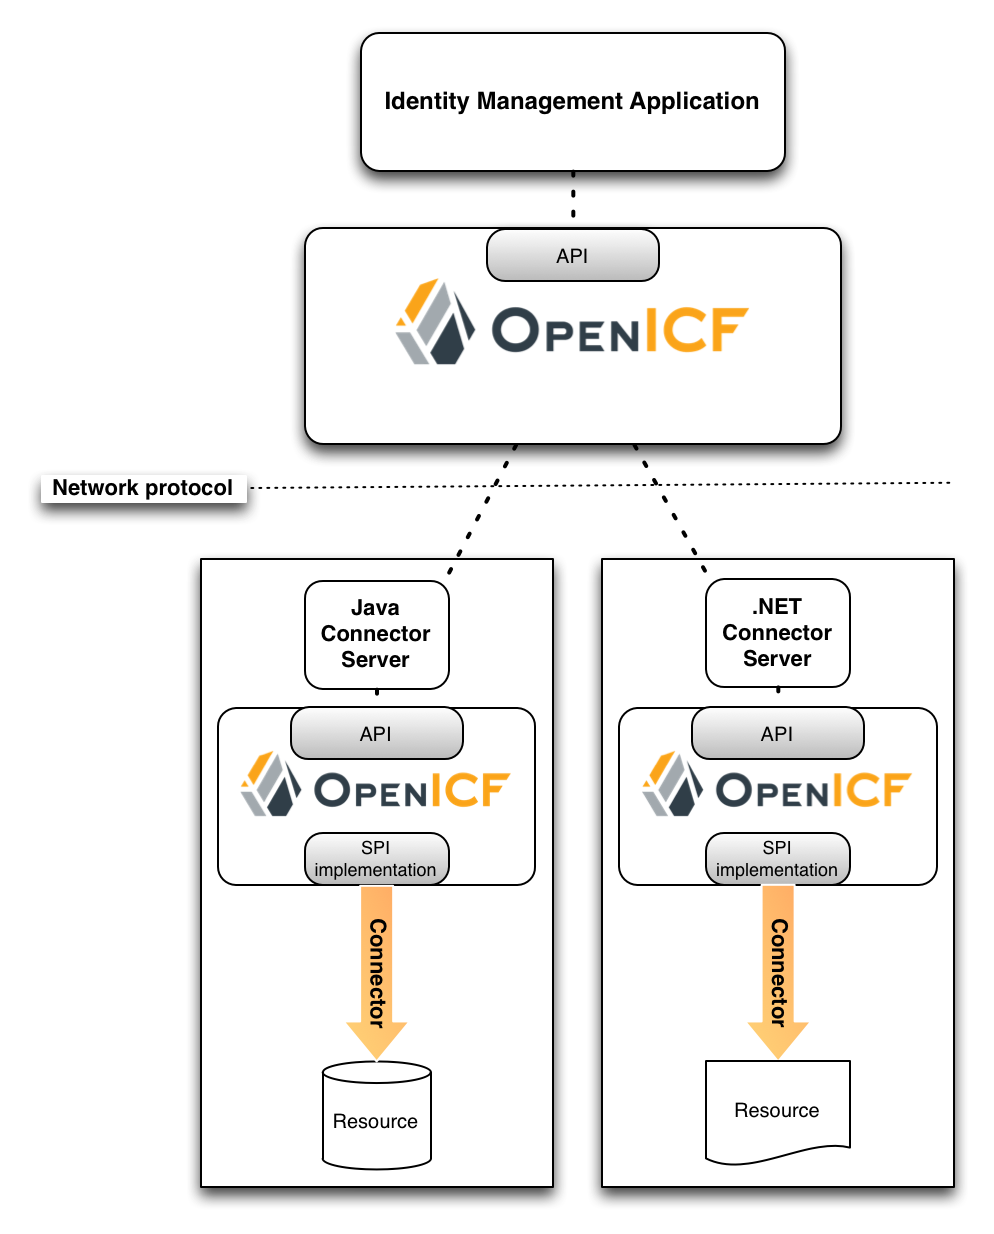 Identity Management Application
API
OpenICF
Network protocol
Java
Connector
Server
API
OpenICF
SPI
implementation
Connector
Resource
.NET
Connector
Server
API
OpenICF
SPI
implementation
Connector
Resource